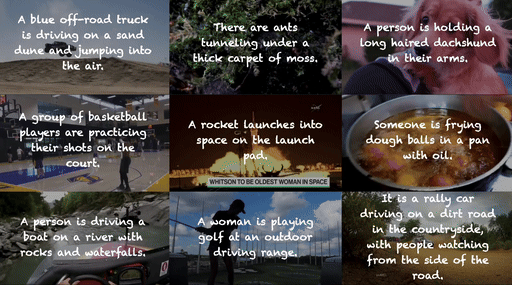 A blue off-road truck
is driving on a sand
dune and jumping into
the air.
There are ants
tunneling under a
thick carpet of moss.
A person is holding a
long haired dachshund
in their arms.
A group of basketball
players are practicing
their shots on the
court.
A rocket launches into
space on the launch
pad.
WHITSON TO BE OLDEST WOMAN IN SPACE
Someone is frying
dough balls in a pan
with oil.
A person is driving a
boat on a river with
rocks and waterfalls.
A woman is playing
golf at an outdoor
driving range.
It is a rally car
driving on a dirt road
in the countryside,
with people watching
from the side of the
road.